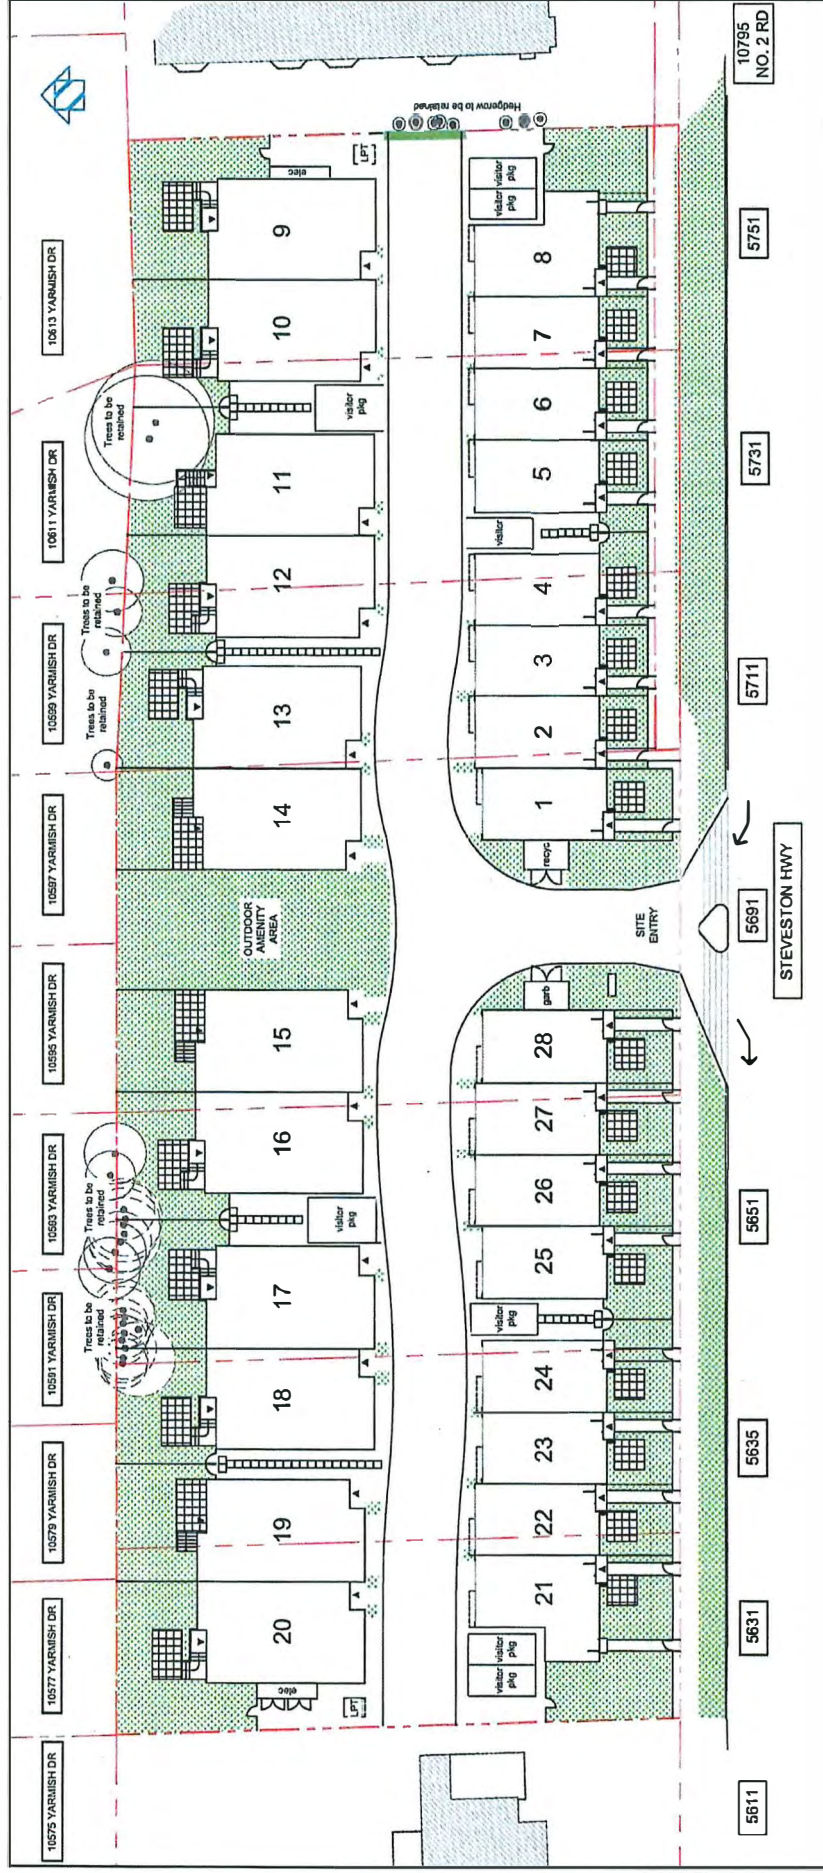 10575 YARMISH DR
10577 YARMISH DR
10579 YARMISH DR
10591 YARMISH DR
10593 YARMISH DR
10595 YARMISH DR
10597 YARMISH DR
10599 YARMISH DR
10611 YARMISH DR
10613 YARMISH DR
Trees to be
retained
Trees to be
retained
Trees to be
retained
Trees to be
retained
Trees to be
retained
20
19
18
17
16
15
OUTDOOR
AMENITY
AREA
14
13
12
11
10
9
elec
elec
LPT
visitor
pkg
visitor
pkg
LPT
Hedgerow to be retained
visitor
pkg
visitor
pkg
visitor
pkg
garb
recyc
visitor
visitor
pkg
visitor
pkg
21
22
23
24
25
26
27
28
1
2
3
4
5
6
7
8
SITE
ENTRY
5611
5631
5635
5651
5691
5711
5731
5751
10795
NO. 2 RD
STEVESTON HWY